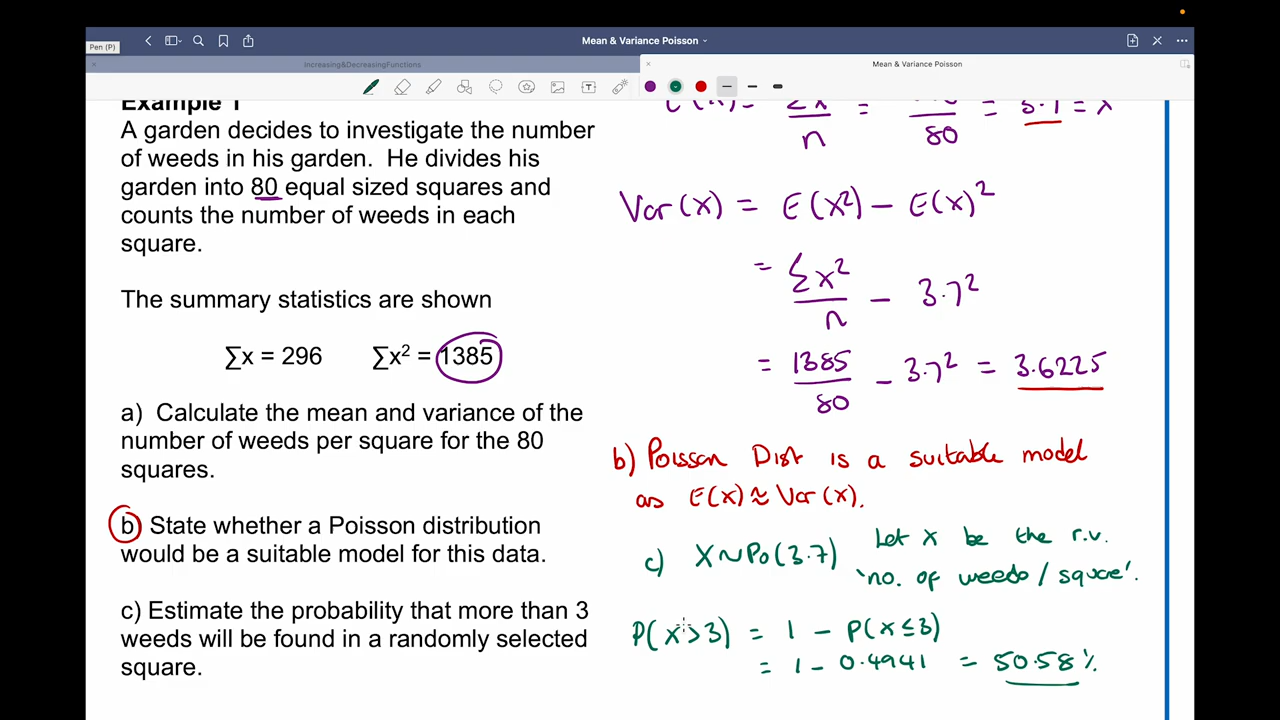 Mean & Variance Poisson
Pen (P)
Increasing&DecreasingFunctions
Mean & Variance Poisson
Example 1
A garden decides to investigate the number
of weeds in his garden. He divides his
garden into 80 equal sized squares and
counts the number of weeds in each
square.
The summary statistics are shown
∑x = 296 ∑x² = 1385
a) Calculate the mean and variance of the
number of weeds per square for the 80
squares.
b) State whether a Poisson distribution
would be a suitable model for this data.
c) Estimate the probability that more than 3
weeds will be found in a randomly selected
square.
= Σx / n = / 80 = 3.7 = λ
Var(x) = E(x²) − E(x)²
= Σx² / n − 3.7²
= 1385 / 80 − 3.7² = 3.6225
b) Poisson Dist is a suitable model
as E(x) ≈ Var(x).
c) X~Po(3.7) Let X be the r.v.
'no. of weeds / square'.
P(x>3) = 1 − P(x≤3)
= 1 − 0.4941 = 50.58%